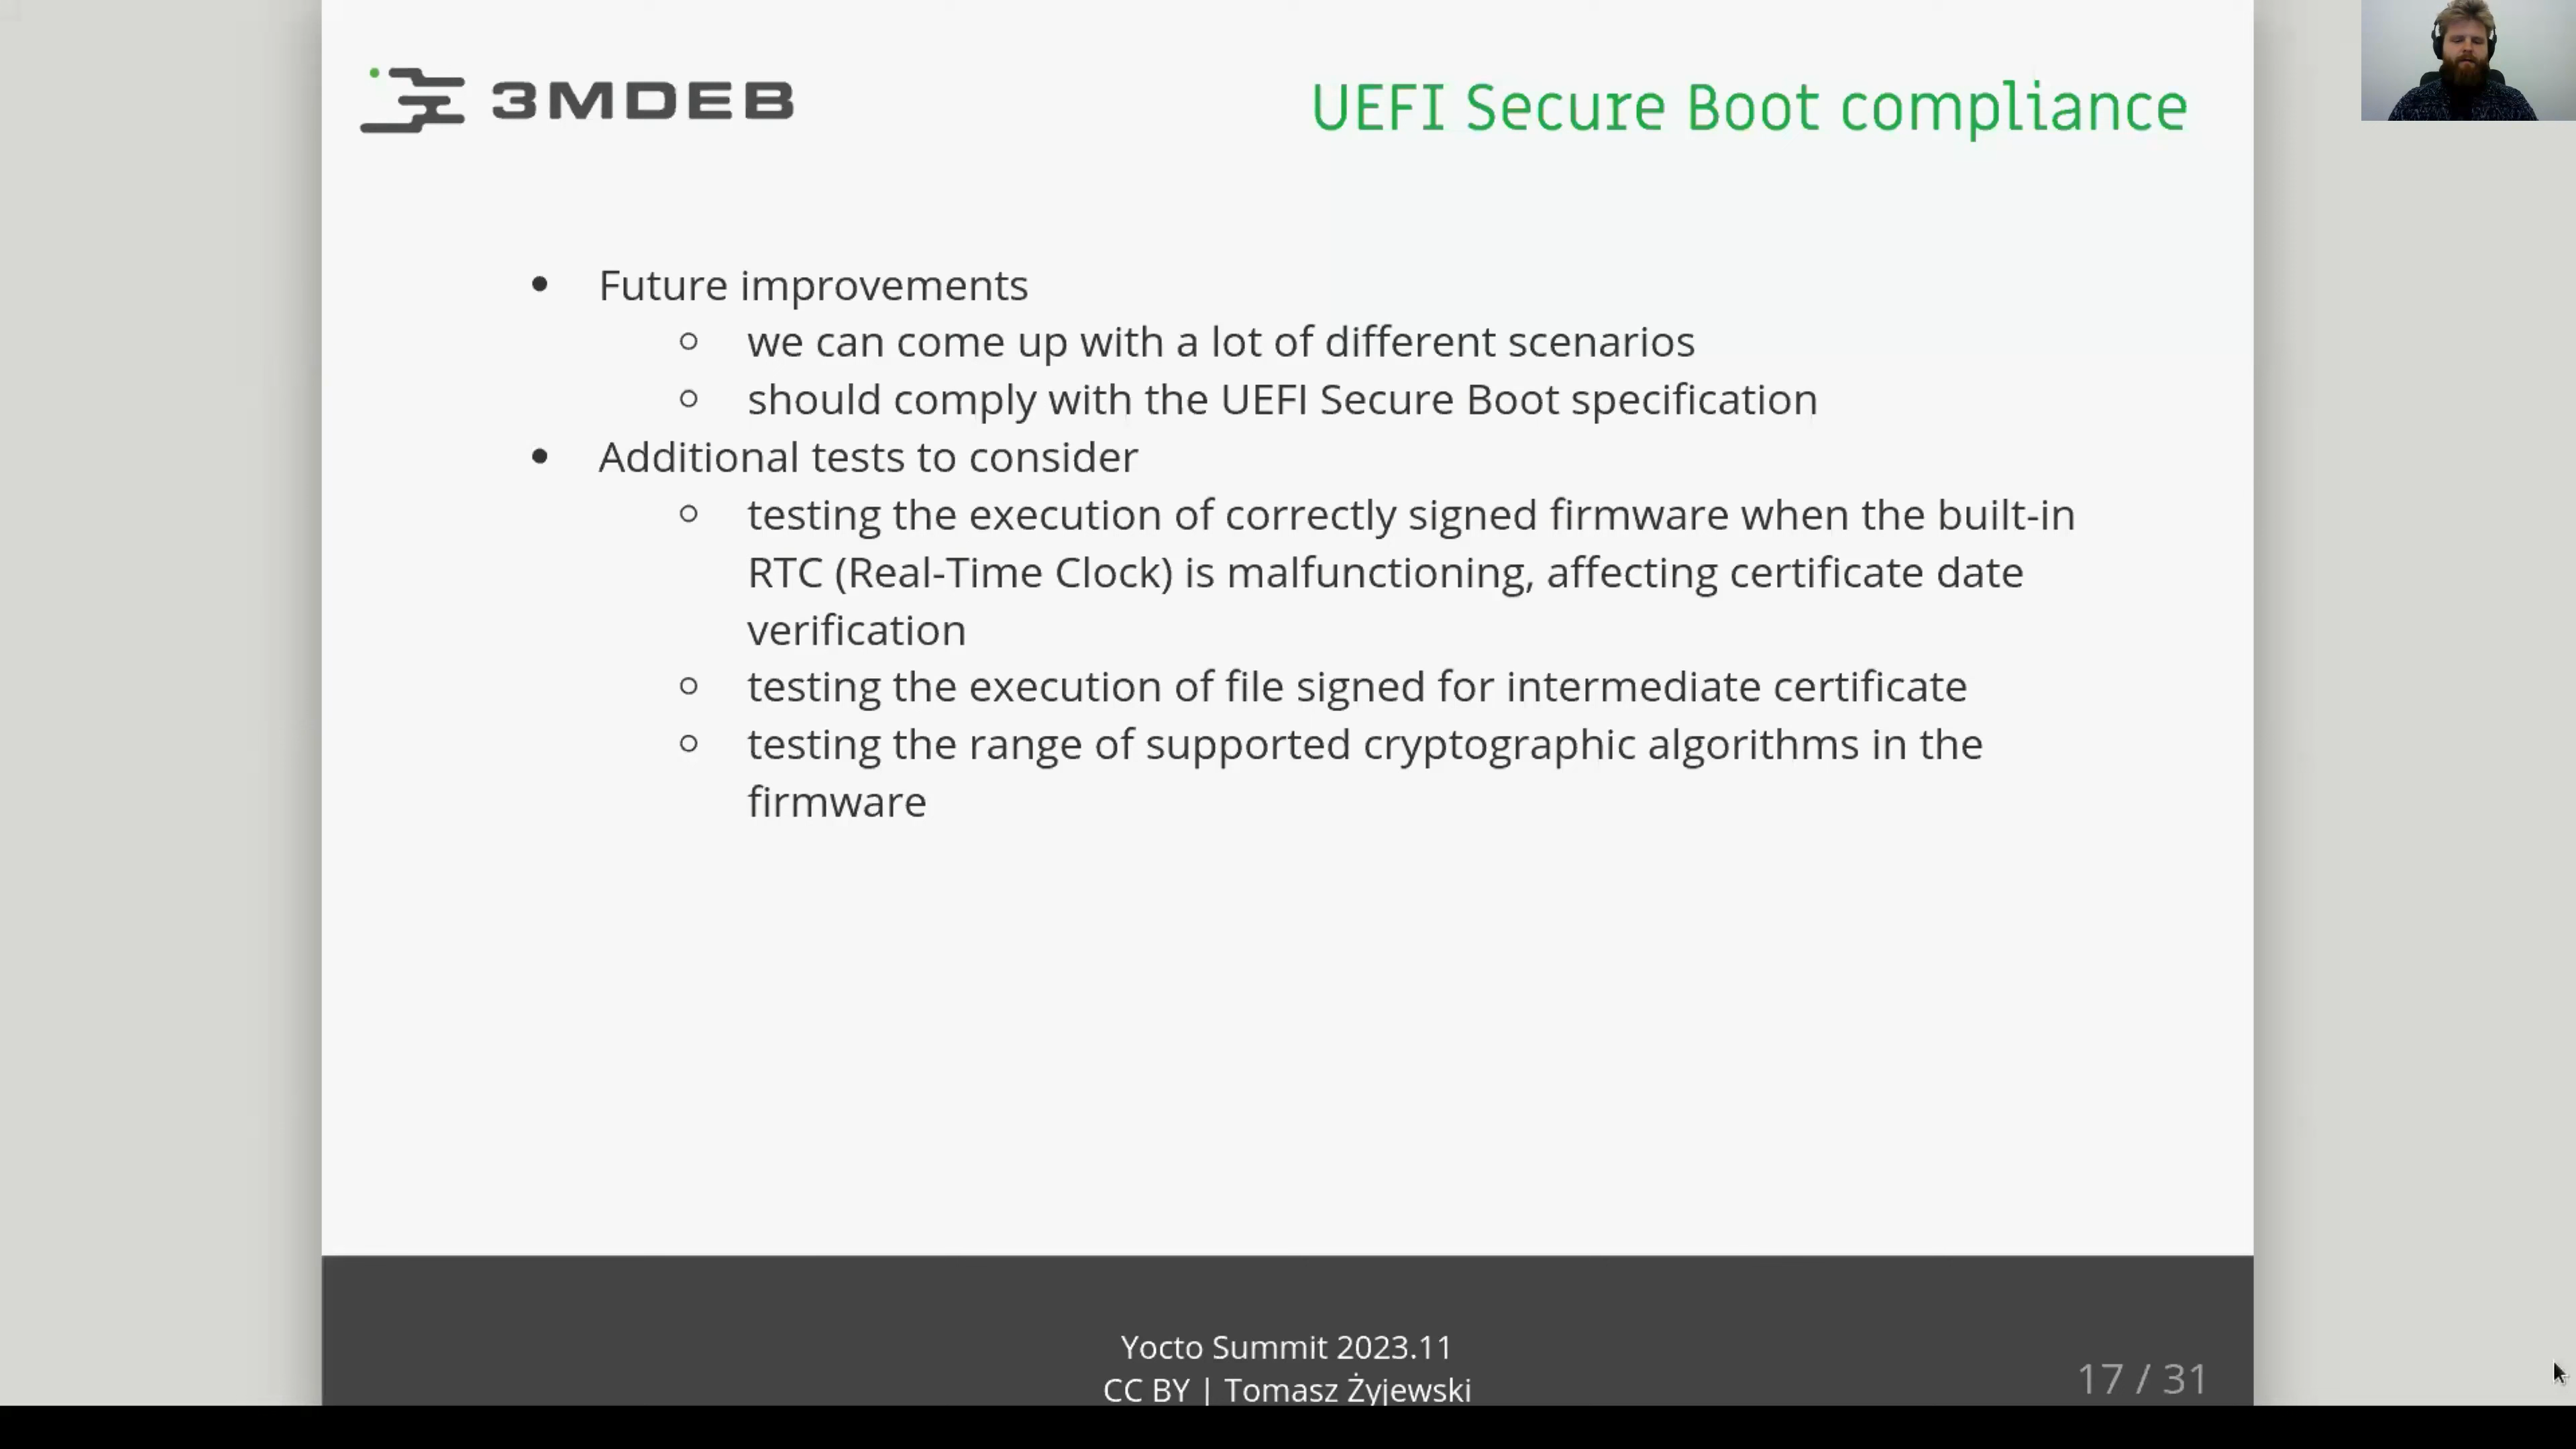 3MDEB
UEFI Secure Boot compliance
• Future improvements
○ we can come up with a lot of different scenarios
○ should comply with the UEFI Secure Boot specification
• Additional tests to consider
○ testing the execution of correctly signed firmware when the built-in
RTC (Real-Time Clock) is malfunctioning, affecting certificate date
verification
○ testing the execution of file signed for intermediate certificate
○ testing the range of supported cryptographic algorithms in the
firmware
Yocto Summit 2023.11
CC BY | Tomasz Żyjewski
17 / 31